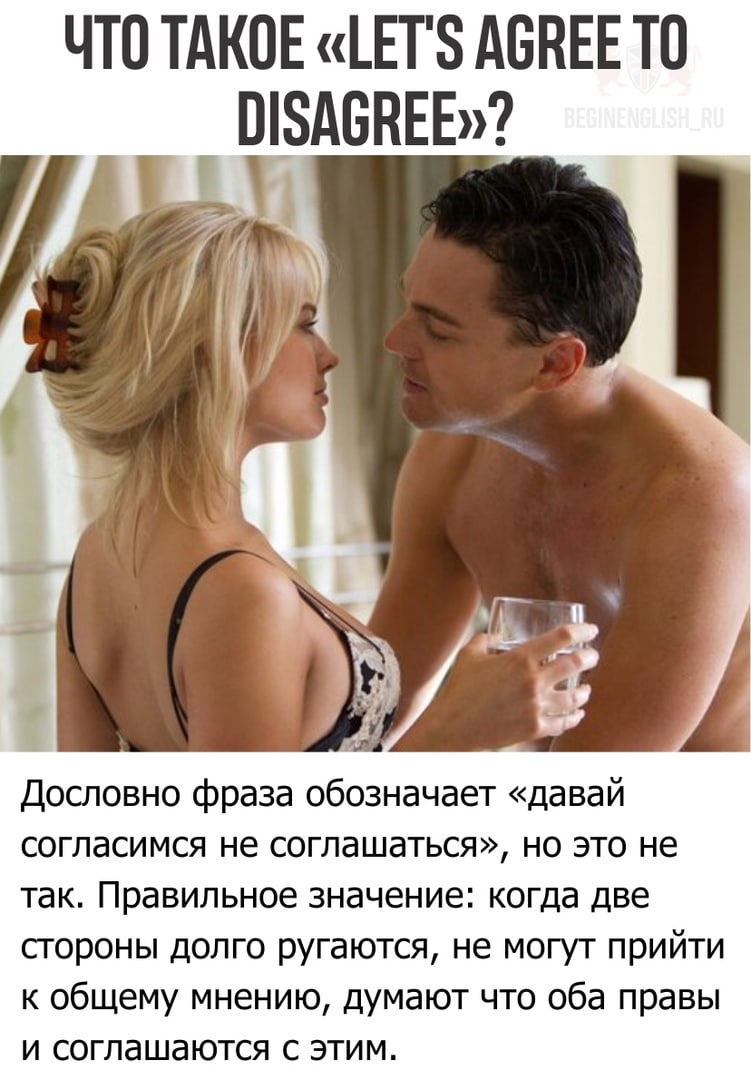 ЧТО ТАКОЕ «LET'S AGREE TO
DISAGREE»?
BEGINENGLISH_RU
Дословно фраза обозначает «давай
согласимся не соглашаться», но это не
так. Правильное значение: когда две
стороны долго ругаются, не могут прийти
к общему мнению, думают что оба правы
и соглашаются с этим.